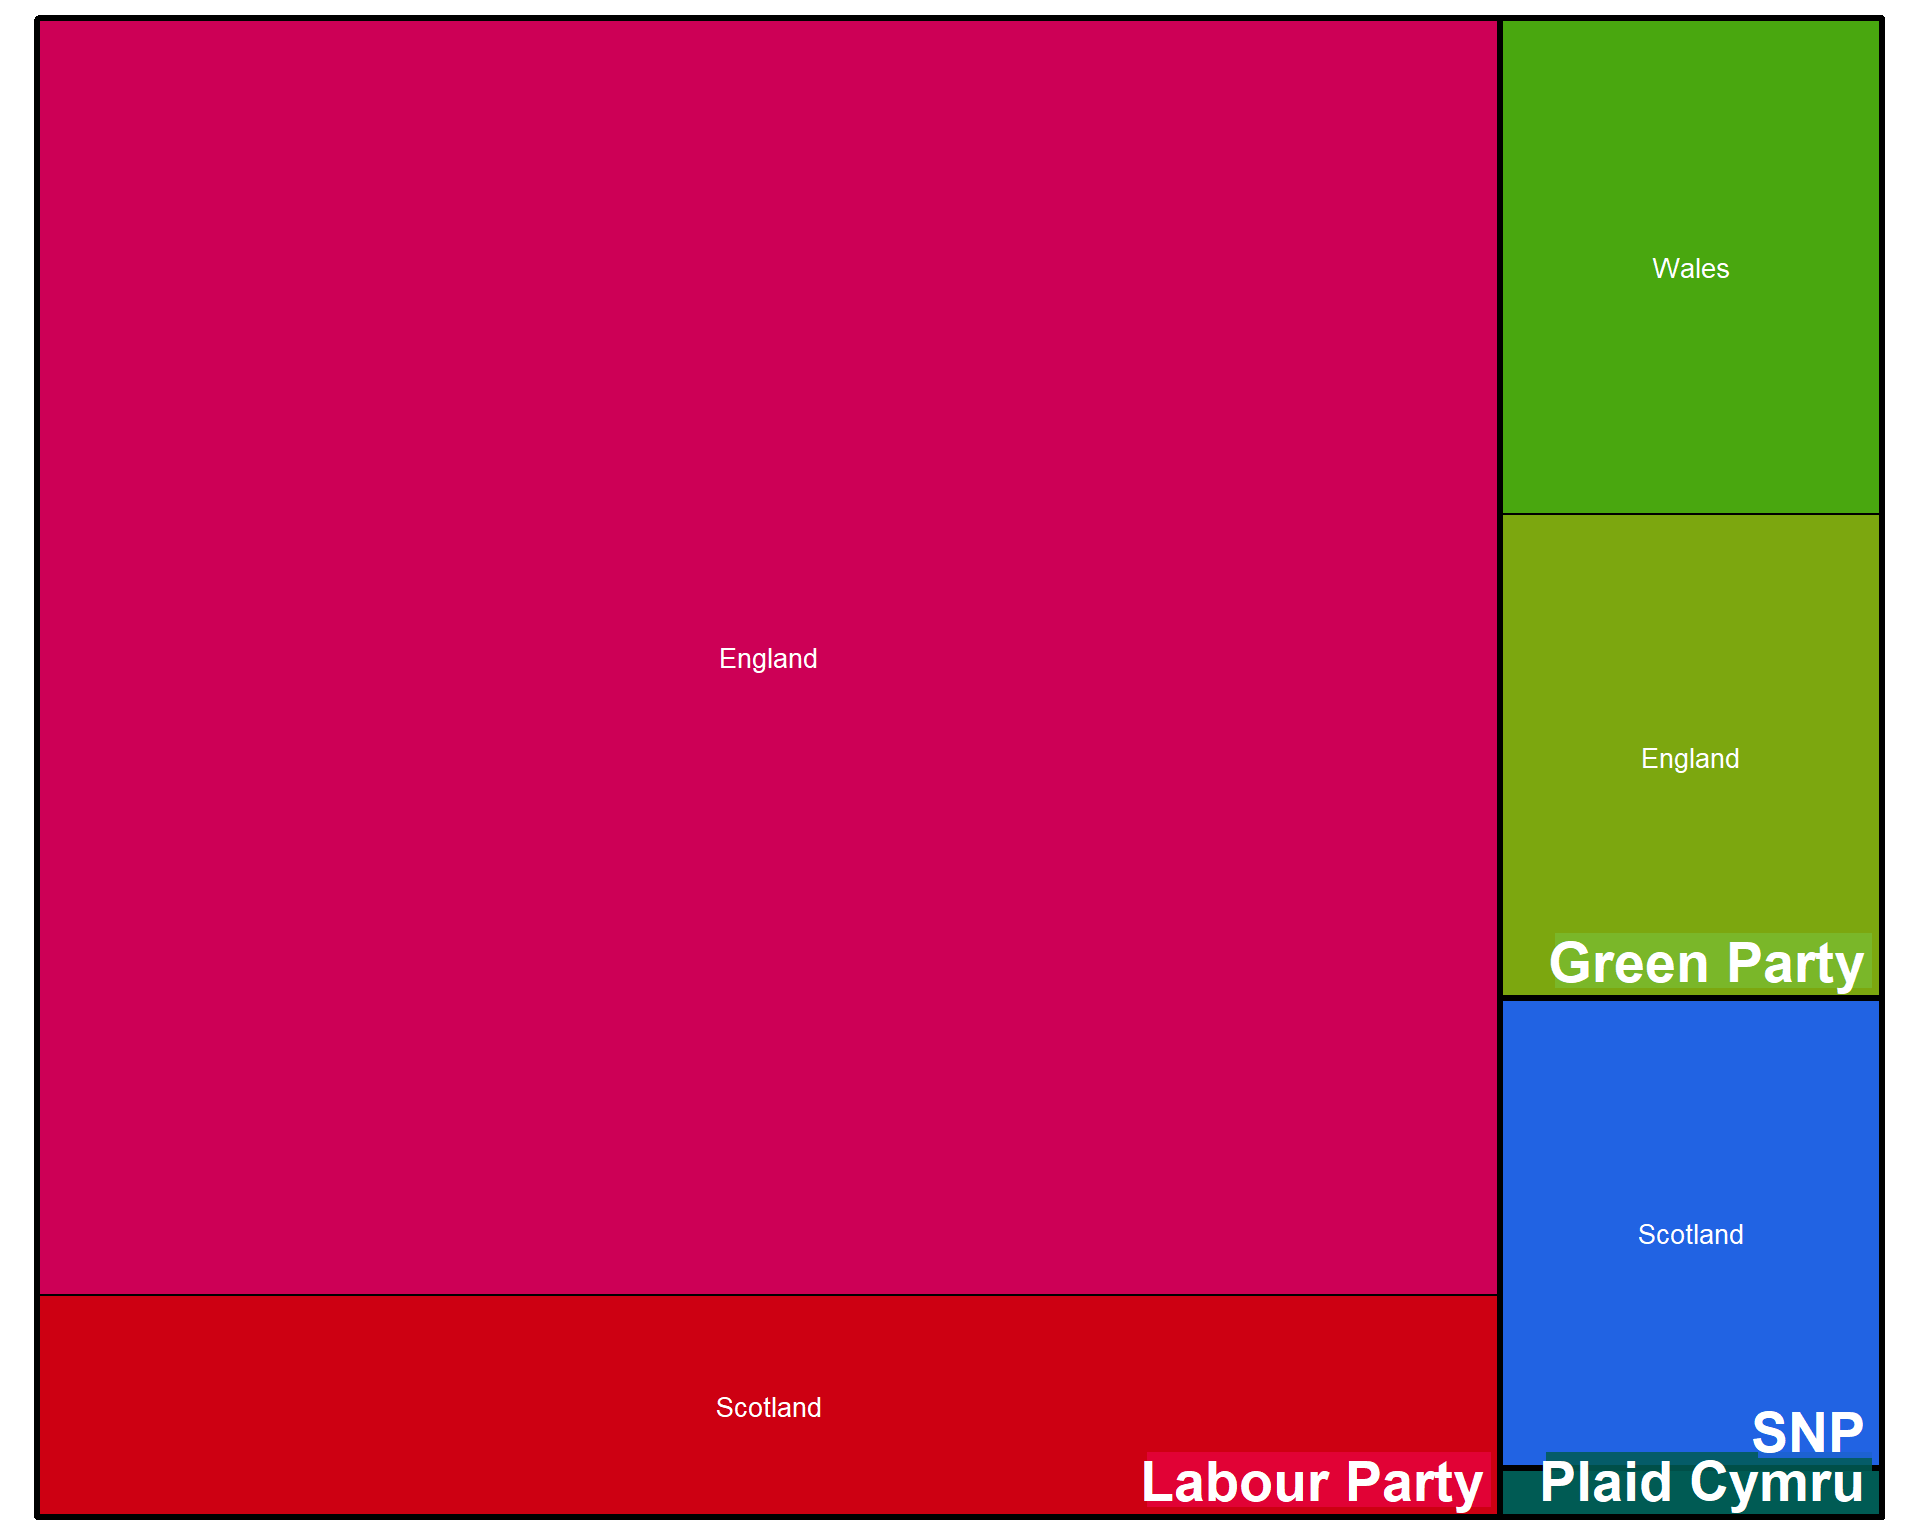 England
Scotland
Labour Party
Wales
England
Green Party
Scotland
SNP
Plaid Cymru